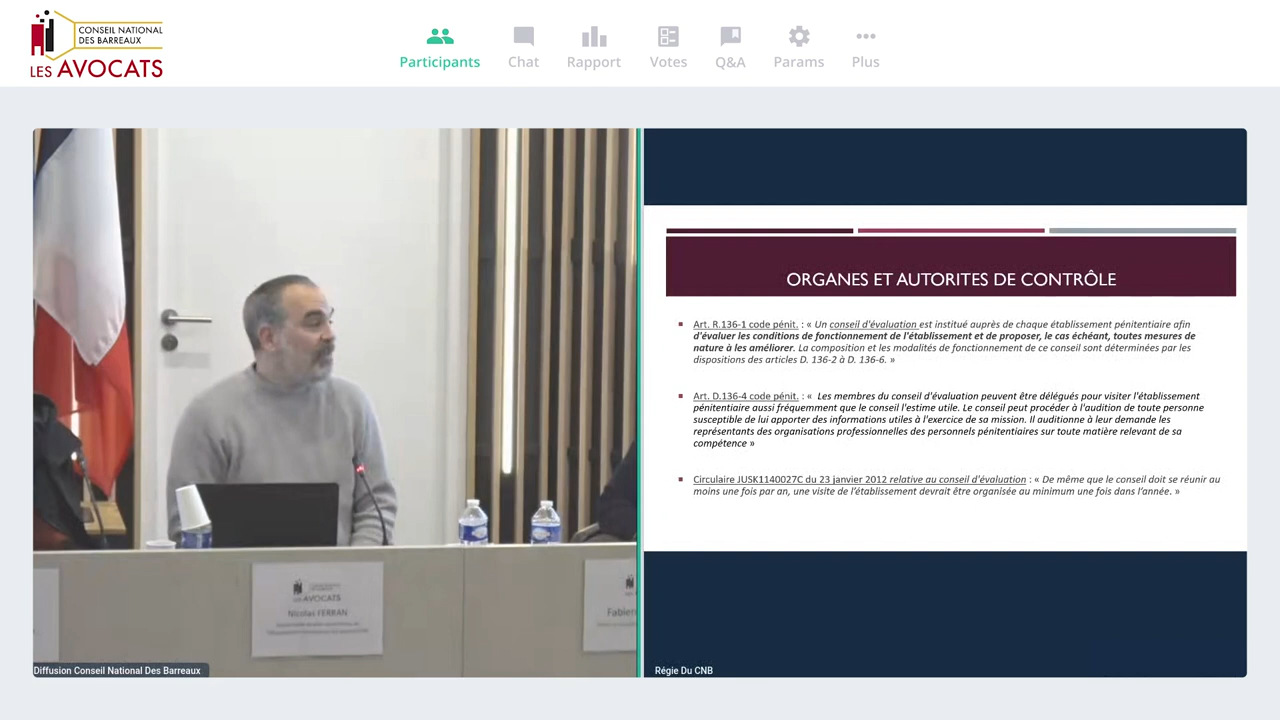 CONSEIL NATIONAL
DES BARREAUX
LES AVOCATS
Participants
Chat
Rapport
Votes
Q&A
Params
Plus
ORGANES ET AUTORITES DE CONTRÔLE
Art. R.136-1 code pénit. : « Un conseil d'évaluation est institué auprès de chaque établissement pénitentiaire afin
d'évaluer les conditions de fonctionnement de l'établissement et de proposer, le cas échéant, toutes mesures de
nature à les améliorer. La composition et les modalités de fonctionnement de ce conseil sont déterminées par les
dispositions des articles D. 136-2 à D. 136-6. »
Art. D.136-4 code pénit. : « Les membres du conseil d'évaluation peuvent être délégués pour visiter l'établissement
pénitentiaire aussi fréquemment que le conseil l'estime utile. Le conseil peut procéder à l'audition de toute personne
susceptible de lui apporter des informations utiles à l'exercice de sa mission. Il auditionne à leur demande les
représentants des organisations professionnelles des personnels pénitentiaires sur toute matière relevant de sa
compétence »
Circulaire JUSK1140027C du 23 janvier 2012 relative au conseil d'évaluation : « De même que le conseil doit se réunir au
moins une fois par an, une visite de l'établissement devrait être organisée au minimum une fois dans l'année. »
LES AVOCATS
Nicolas FERRAN
Diffusion Conseil National Des Barreaux
Régie Du CNB